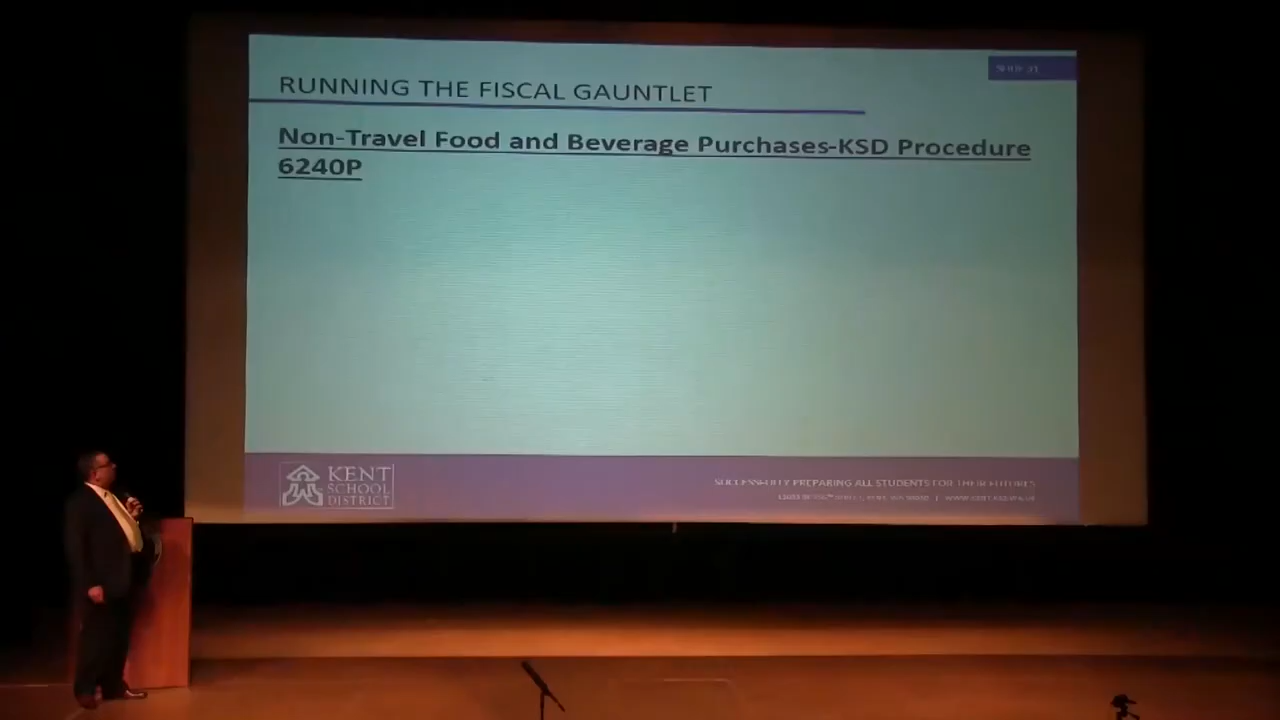 RUNNING THE FISCAL GAUNTLET
Non-Travel Food and Beverage Purchases-KSD Procedure
6240P
KENT
SCHOOL
DISTRICT
SUCCESSFULLY PREPARING ALL STUDENTS FOR THEIR FUTURES